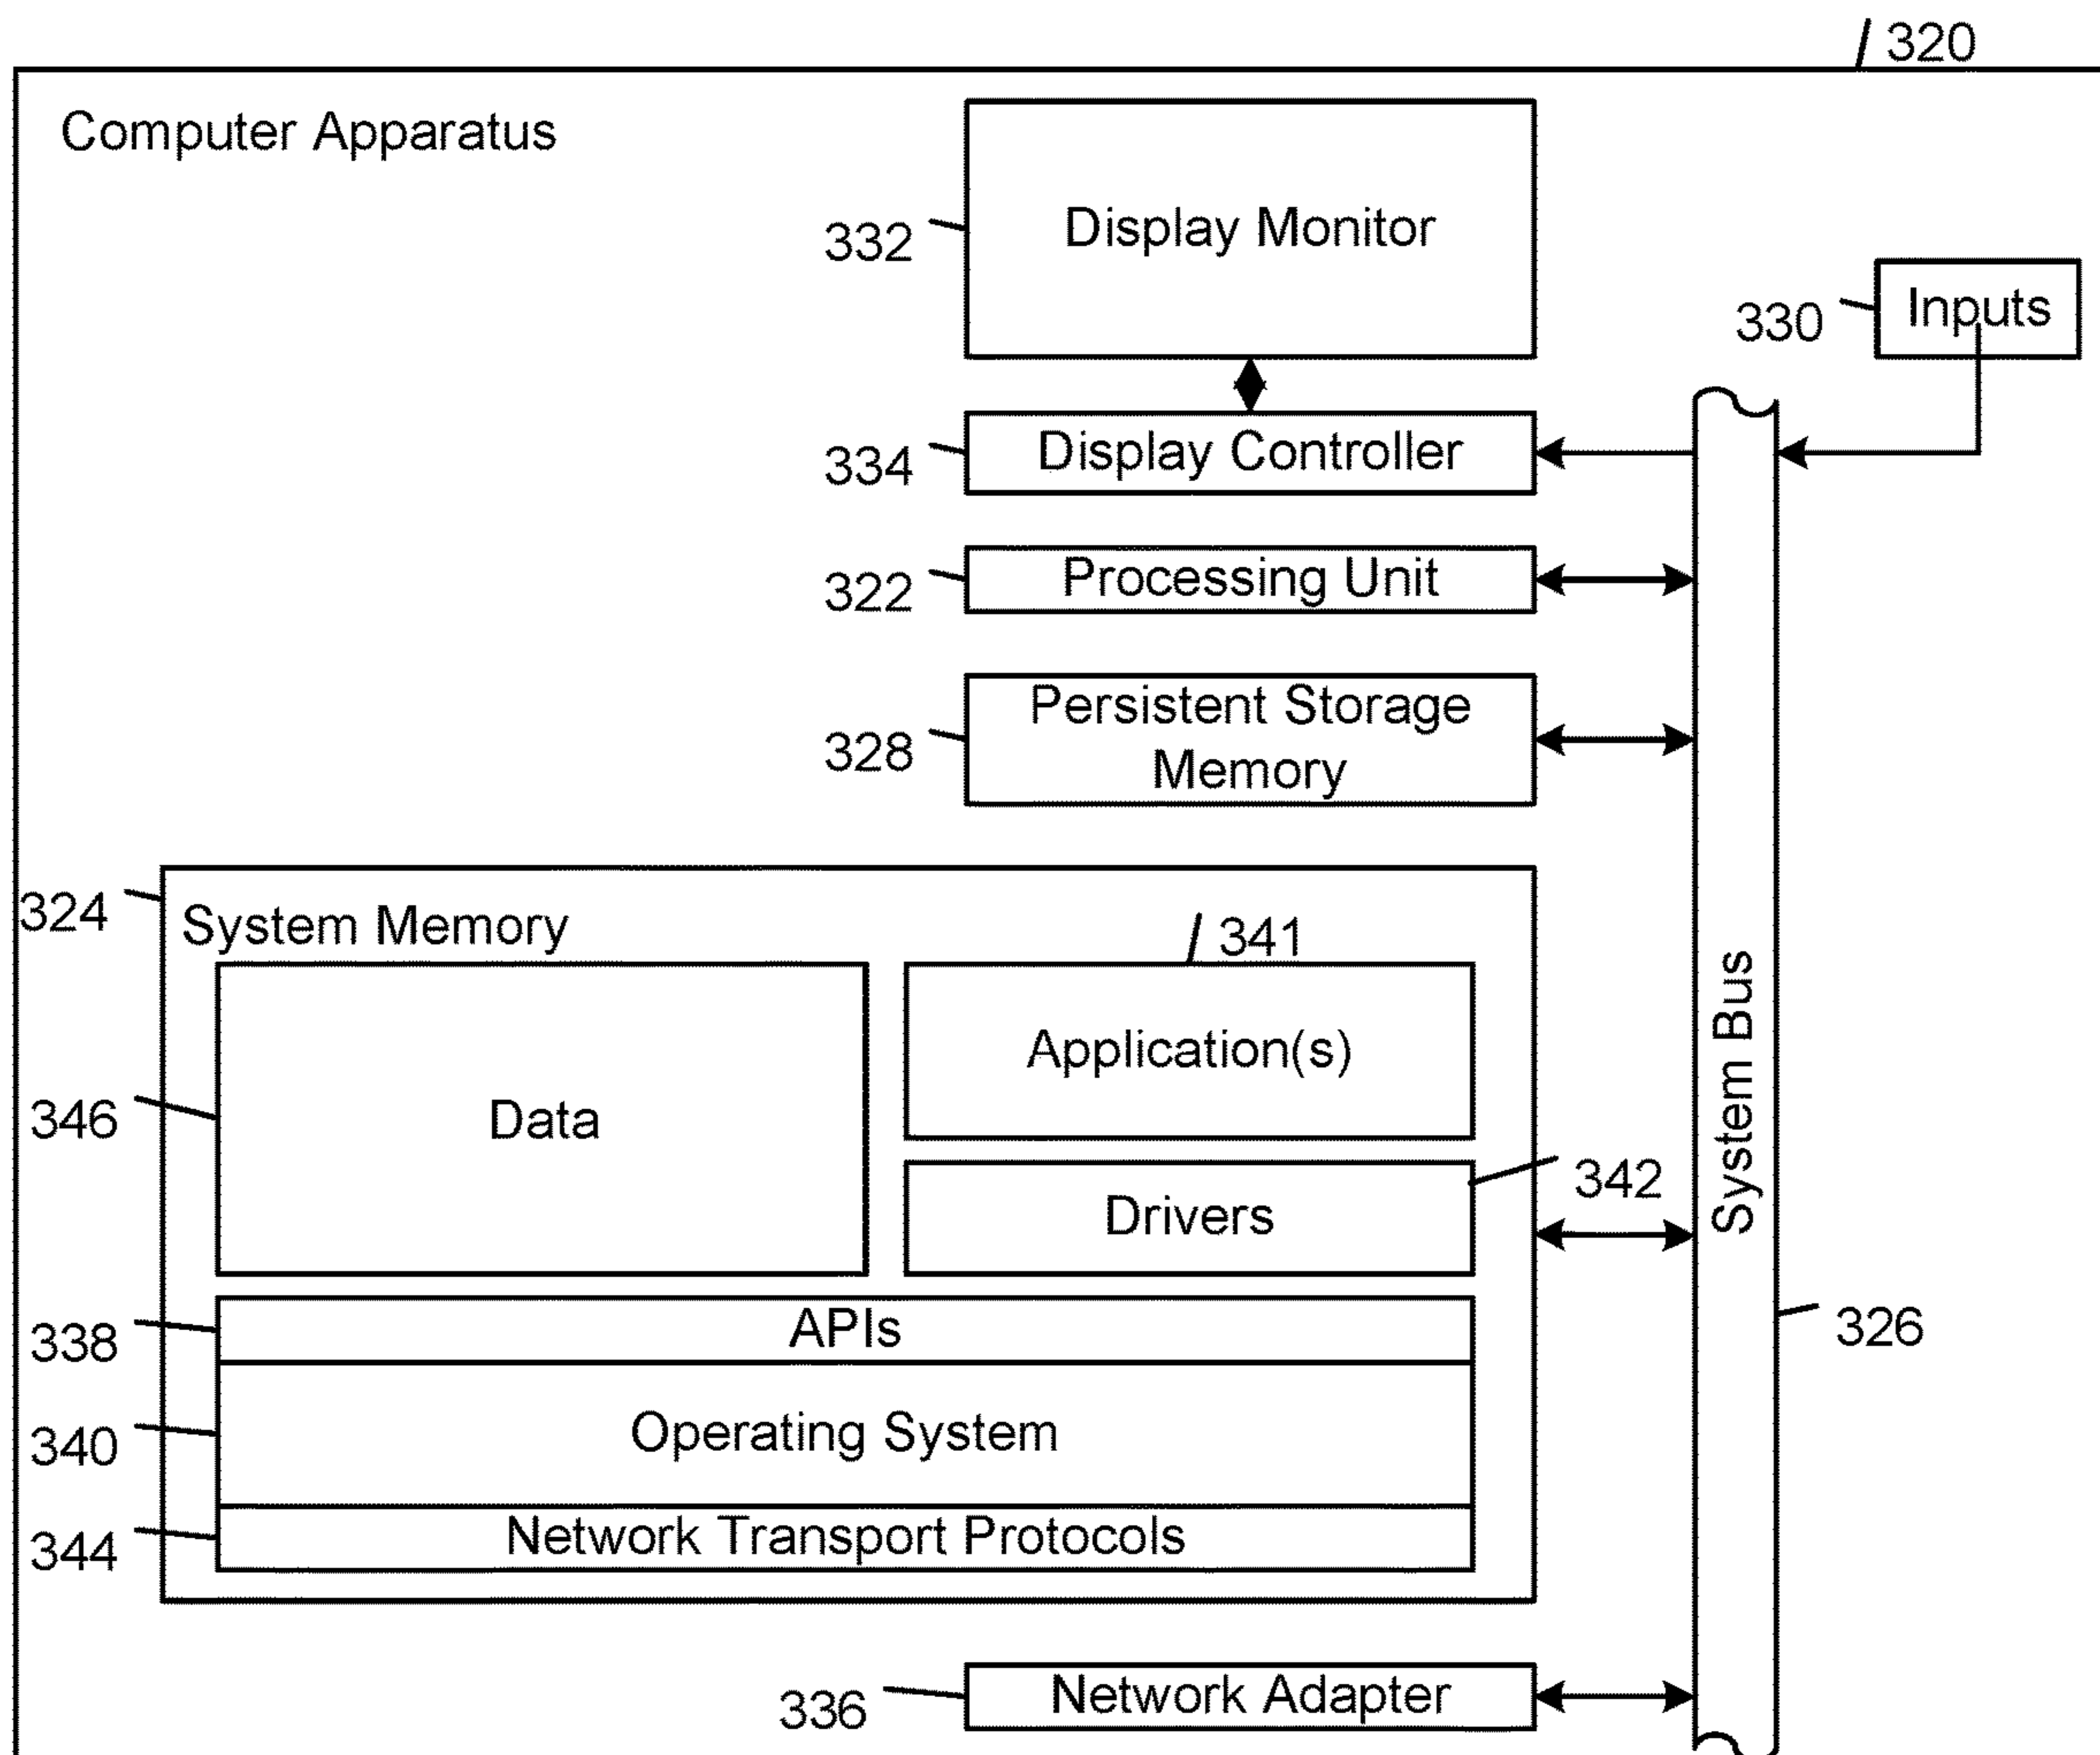 320
Computer Apparatus
Display Monitor
332
Inputs
330
Display Controller
334
Processing Unit
322
Persistent Storage
Memory
328
324
System Memory
341
Application(s)
Data
346
Drivers
342
System Bus
326
APIs
338
Operating System
340
Network Transport Protocols
344
Network Adapter
336